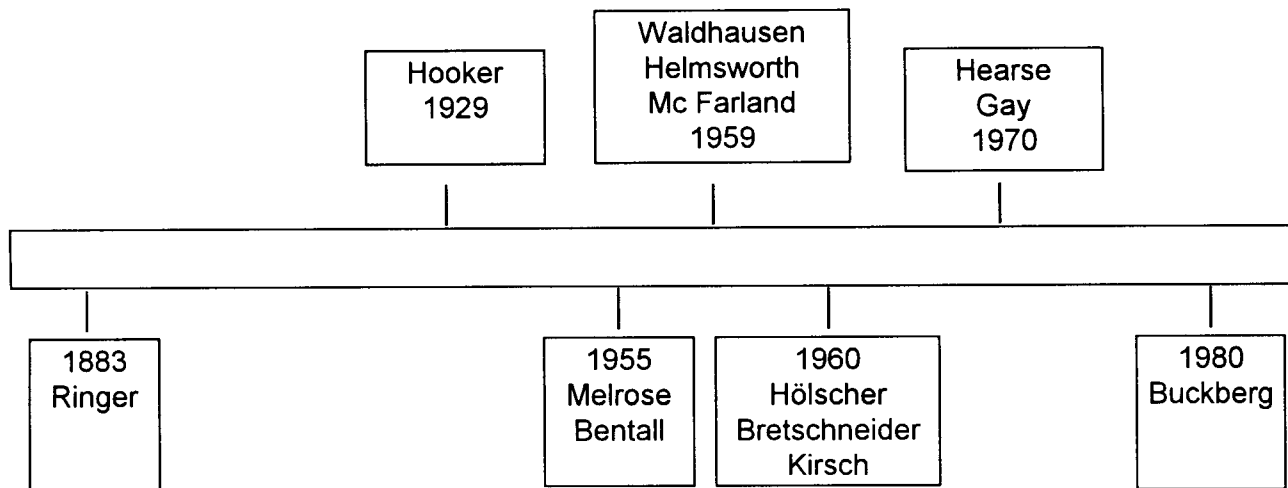 Hooker
1929
Waldhausen
Helmsworth
Mc Farland
1959
Hearse
Gay
1970
1883
Ringer
1955
Melrose
Bentall
1960
Hölscher
Bretschneider
Kirsch
1980
Buckberg